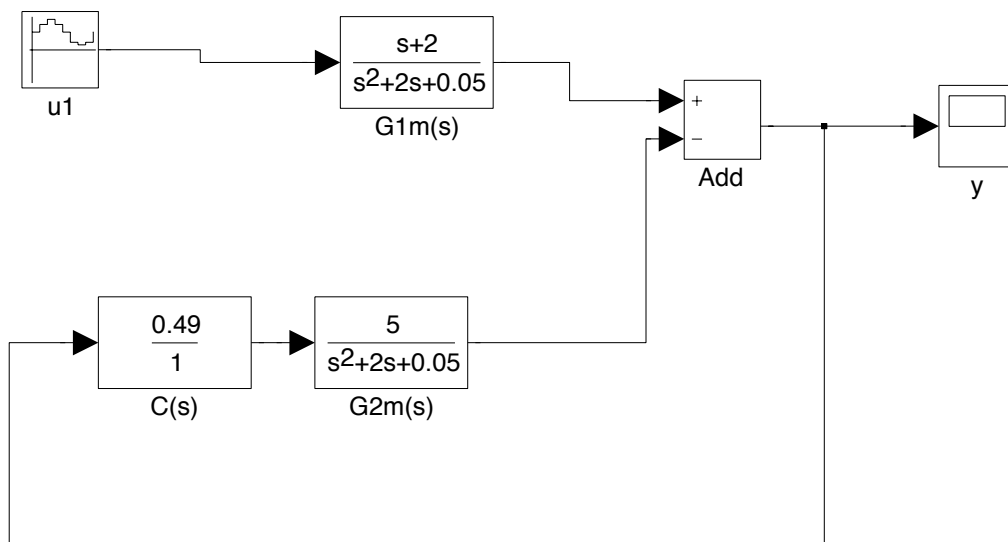 u1
s+2
s2+2s+0.05
G1m(s)
+
−
Add
y
0.49
1
C(s)
5
s2+2s+0.05
G2m(s)